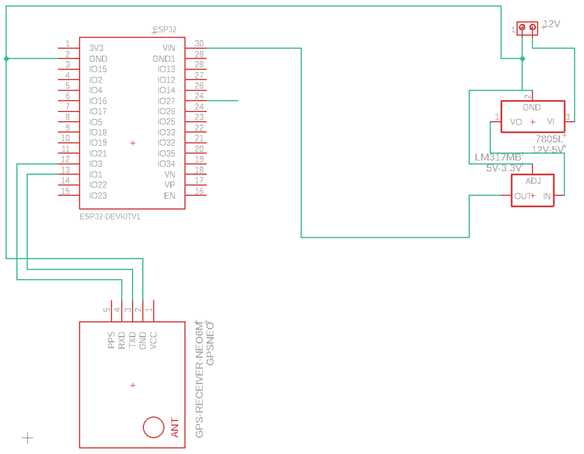 ESP32
12V
1
1 3V3 VIN 30
2 GND GND1 29
3 IO15 IO13 28
4 IO2 IO12 27
5 IO4 IO14 26
6 IO16 IO27 24
7 IO17 IO26 24
8 IO5 IO25 23
9 IO18 IO33 22
10 IO19 IO32 21
11 IO21 IO35 20
12 IO3 IO34 19
13 IO1 VN 18
14 IO22 VP 17
15 IO23 EN 16
ESP32-DEVKITV1
2
GND
1 VO VI 3
7805L
12V-5V
LM317MB
5V-3.3V
ADJ
OUT IN
5 4 3 2 1
PPS
RXD
TXD
GND
VCC
ANT
GPS-RECEIVER-NEO6M
GPSNEO